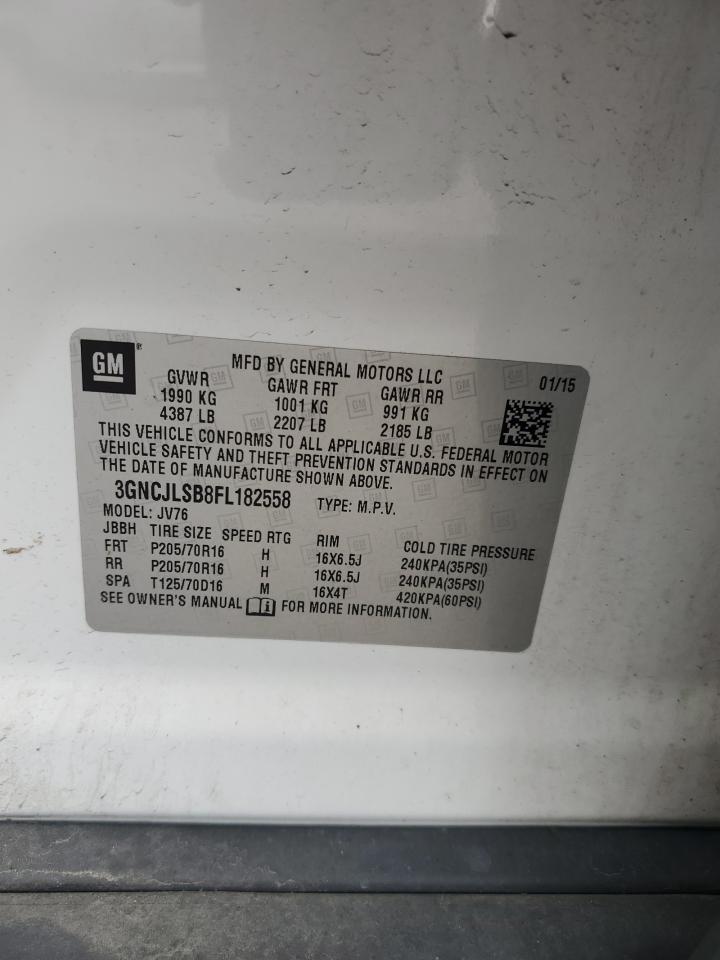 GM
MFD BY GENERAL MOTORS LLC 01/15
GVWR GAWR FRT GAWR RR
1990 KG 1001 KG 991 KG
4387 LB 2207 LB 2185 LB
THIS VEHICLE CONFORMS TO ALL APPLICABLE U.S. FEDERAL MOTOR
VEHICLE SAFETY AND THEFT PREVENTION STANDARDS IN EFFECT ON
THE DATE OF MANUFACTURE SHOWN ABOVE.
3GNCJLSB8FL182558 TYPE: M.P.V.
MODEL: JV76
JBBH TIRE SIZE SPEED RTG RIM COLD TIRE PRESSURE
FRT P205/70R16 H 16X6.5J 240KPA(35PSI)
RR P205/70R16 H 16X6.5J 240KPA(35PSI)
SPA T125/70D16 M 16X4T 420KPA(60PSI)
SEE OWNER'S MANUAL FOR MORE INFORMATION.